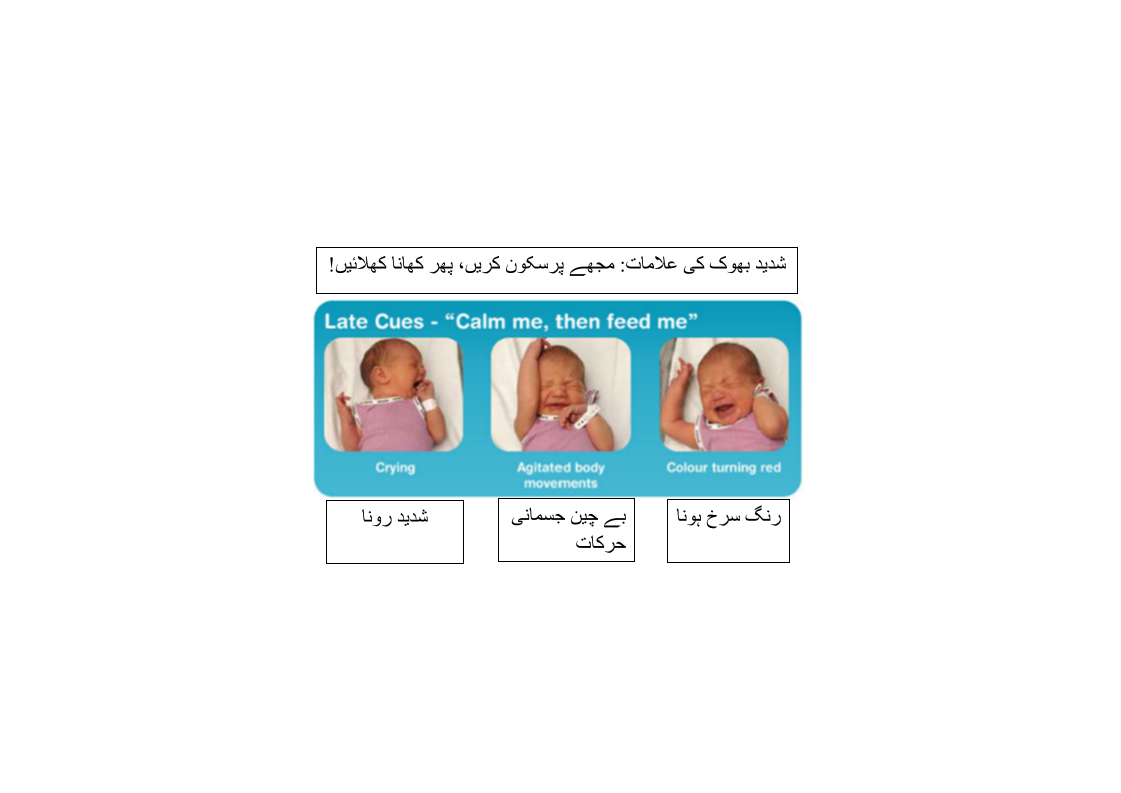 شدید بھوک کی علامات: مجھے پرسکون کریں، پھر کھانا کھلائیں!
Late Cues - “Calm me, then feed me”
Crying
Agitated body
movements
Colour turning red
شدید رونا
بے چین جسمانی
حرکات
رنگ سرخ ہونا